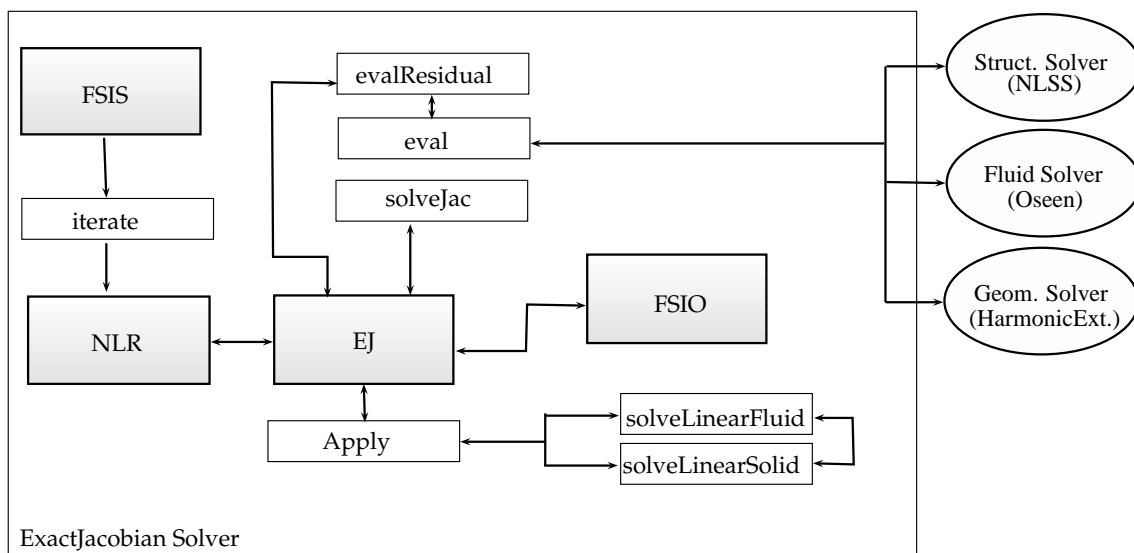 FSIS
iterate
NLR
evalResidual
eval
solveJac
EJ
FSIO
Apply
solveLinearFluid
solveLinearSolid
Struct. Solver
(NLSS)
Fluid Solver
(Oseen)
Geom. Solver
(HarmonicExt.)
ExactJacobian Solver